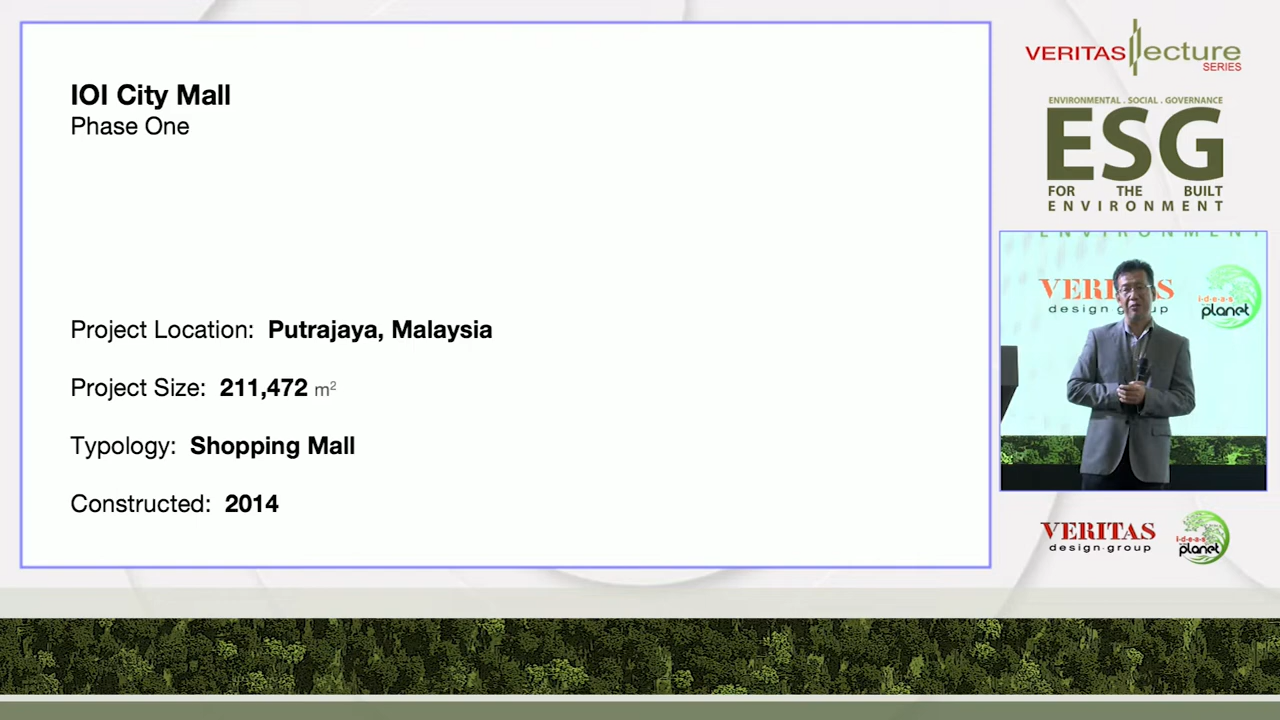 IOI City Mall
Phase One
Project Location: Putrajaya, Malaysia
Project Size: 211,472 m²
Typology: Shopping Mall
Constructed: 2014
VERITAS lecture
SERIES
ENVIRONMENTAL . SOCIAL . GOVERNANCE
ESG
FOR THE BUILT
ENVIRONMENT
ENVIRONMENT
VERITAS
design group
i-d-e-a-s
planet
VERITAS
design·group
i-d-e-a-s
planet